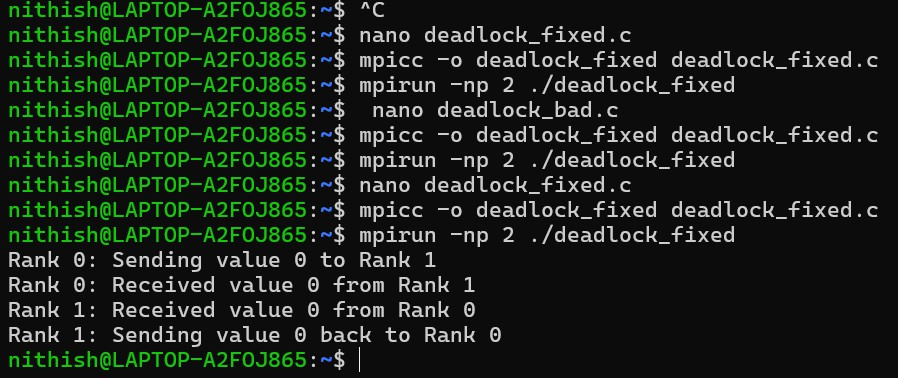 nithish@LAPTOP-A2FOJ865:~$ ^C
nithish@LAPTOP-A2FOJ865:~$ nano deadlock_fixed.c
nithish@LAPTOP-A2FOJ865:~$ mpicc -o deadlock_fixed deadlock_fixed.c
nithish@LAPTOP-A2FOJ865:~$ mpirun -np 2 ./deadlock_fixed
nithish@LAPTOP-A2FOJ865:~$  nano deadlock_bad.c
nithish@LAPTOP-A2FOJ865:~$ mpicc -o deadlock_fixed deadlock_fixed.c
nithish@LAPTOP-A2FOJ865:~$ mpirun -np 2 ./deadlock_fixed
nithish@LAPTOP-A2FOJ865:~$ nano deadlock_fixed.c
nithish@LAPTOP-A2FOJ865:~$ mpicc -o deadlock_fixed deadlock_fixed.c
nithish@LAPTOP-A2FOJ865:~$ mpirun -np 2 ./deadlock_fixed
Rank 0: Sending value 0 to Rank 1
Rank 0: Received value 0 from Rank 1
Rank 1: Received value 0 from Rank 0
Rank 1: Sending value 0 back to Rank 0
nithish@LAPTOP-A2FOJ865:~$